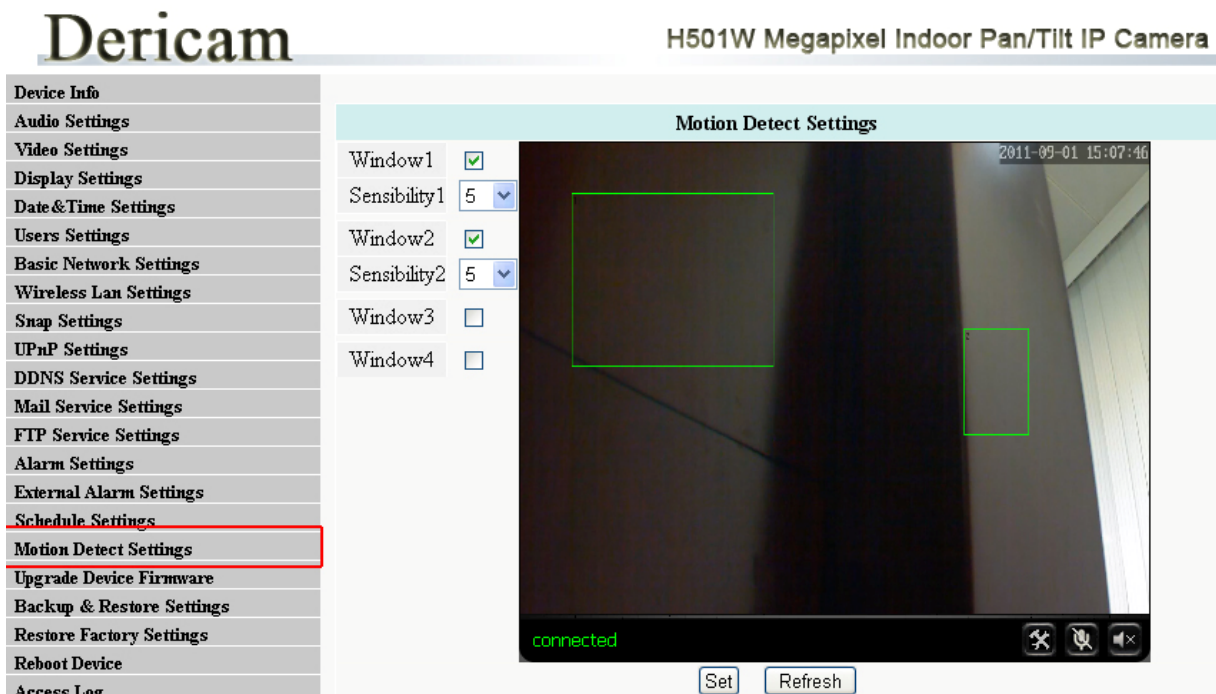 Dericam
H501W Megapixel Indoor Pan/Tilt IP Camera
Device Info
Audio Settings
Video Settings
Display Settings
Date&Time Settings
Users Settings
Basic Network Settings
Wireless Lan Settings
Snap Settings
UPnP Settings
DDNS Service Settings
Mail Service Settings
FTP Service Settings
Alarm Settings
External Alarm Settings
Schedule Settings
Motion Detect Settings
Upgrade Device Firmware
Backup & Restore Settings
Restore Factory Settings
Reboot Device
Access Log
Motion Detect Settings
Window1
Sensibility1 5
Window2
Sensibility2 5
Window3
Window4
2011-09-01 15:07:46
1
2
connected
Set Refresh